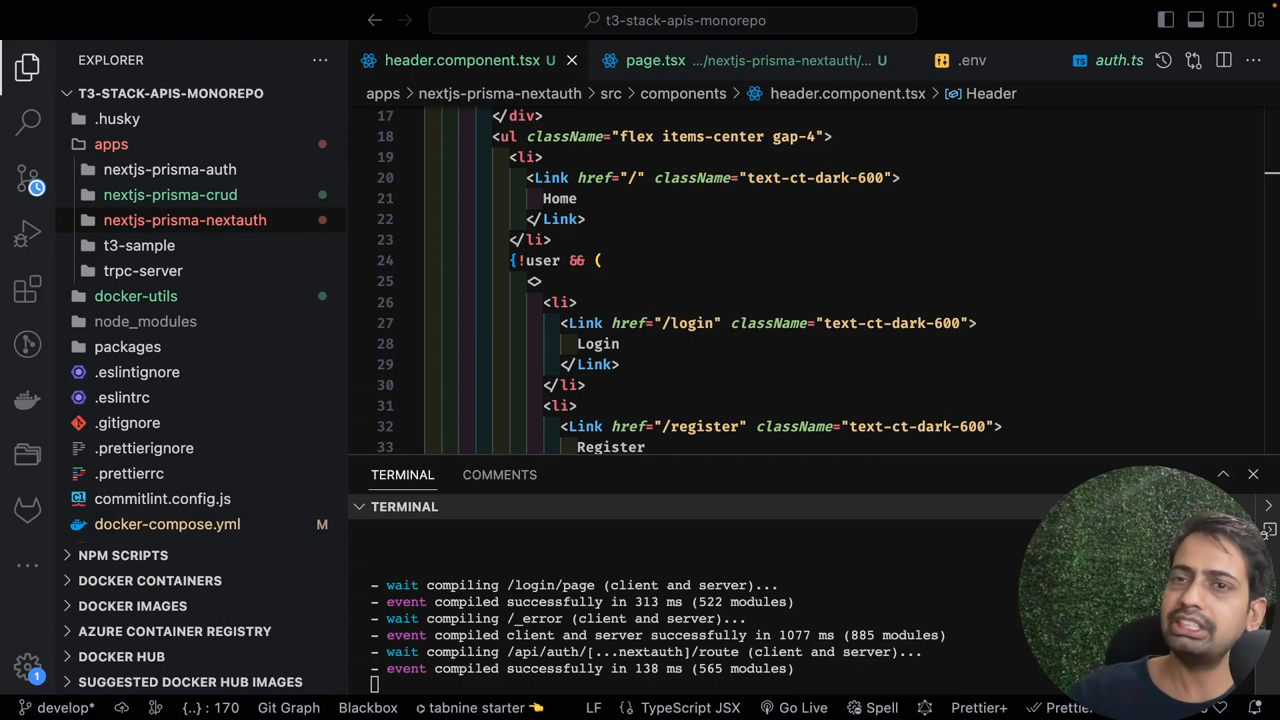 t3-stack-apis-monorepo
EXPLORER
header.component.tsx U
page.tsx .../nextjs-prisma-nextauth/... U
.env
auth.ts
T3-STACK-APIS-MONOREPO
apps > nextjs-prisma-nextauth > src > components > header.component.tsx > Header
.husky
apps
nextjs-prisma-auth
nextjs-prisma-crud
nextjs-prisma-nextauth
t3-sample
trpc-server
docker-utils
node_modules
packages
.eslintignore
.eslintrc
.gitignore
.prettierignore
.prettierrc
commitlint.config.js
docker-compose.yml M
NPM SCRIPTS
DOCKER CONTAINERS
DOCKER IMAGES
AZURE CONTAINER REGISTRY
DOCKER HUB
SUGGESTED DOCKER HUB IMAGES
17 </div>
18 <ul className="flex items-center gap-4">
19 <li>
20 <Link href="/" className="text-ct-dark-600">
21 Home
22 </Link>
23 </li>
24 {!user && (
25 <>
26 <li>
27 <Link href="/login" className="text-ct-dark-600">
28 Login
29 </Link>
30 </li>
31 <li>
32 <Link href="/register" className="text-ct-dark-600">
33 Register
TERMINAL COMMENTS
TERMINAL
- wait compiling /login/page (client and server)...
- event compiled successfully in 313 ms (522 modules)
- wait compiling /_error (client and server)...
- event compiled client and server successfully in 1077 ms (885 modules)
- wait compiling /api/auth/[...nextauth]/route (client and server)...
- event compiled successfully in 138 ms (565 modules)
1
develop* {..} : 170 Git Graph Blackbox tabnine starter LF TypeScript JSX Go Live Spell Prettier+ Prettier